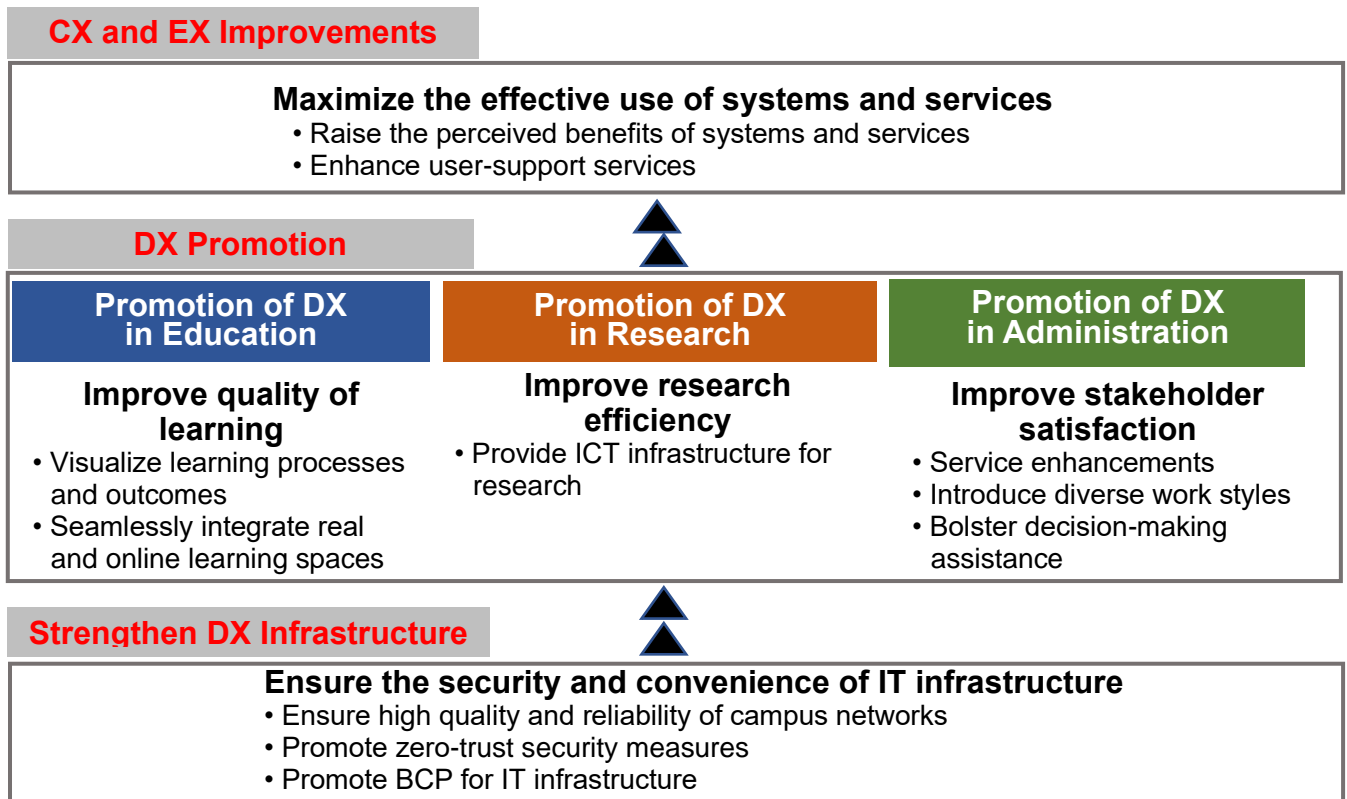 CX and EX Improvements
Maximize the effective use of systems and services
• Raise the perceived benefits of systems and services
• Enhance user-support services
DX Promotion
Promotion of DX
in Education
Improve quality of
learning
• Visualize learning processes
and outcomes
• Seamlessly integrate real
and online learning spaces
Promotion of DX
in Research
Improve research
efficiency
• Provide ICT infrastructure for
research
Promotion of DX
in Administration
Improve stakeholder
satisfaction
• Service enhancements
• Introduce diverse work styles
• Bolster decision-making
assistance
Strengthen DX Infrastructure
Ensure the security and convenience of IT infrastructure
• Ensure high quality and reliability of campus networks
• Promote zero-trust security measures
• Promote BCP for IT infrastructure